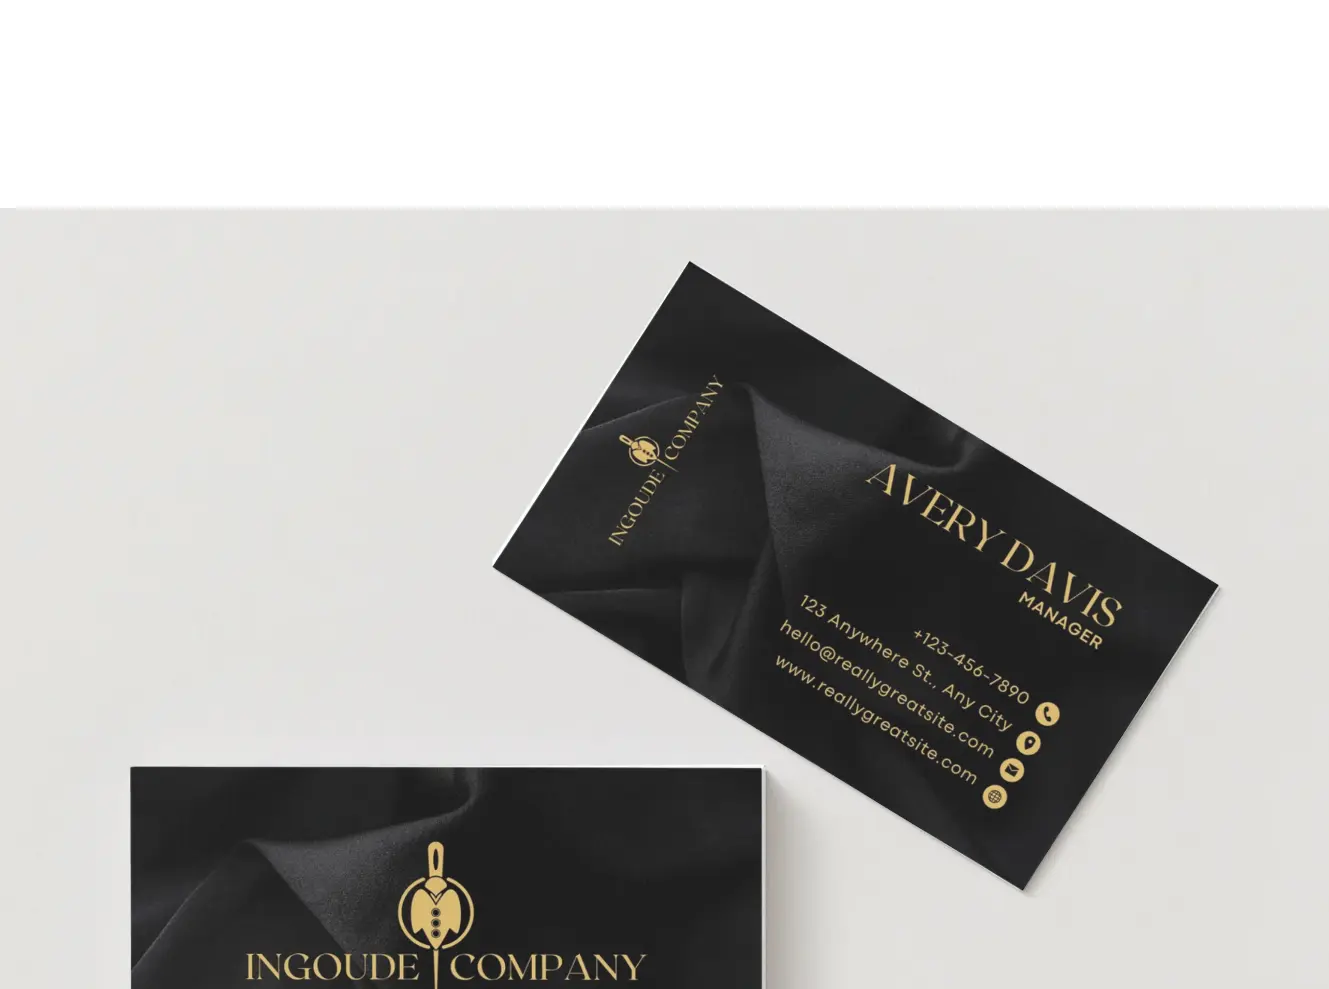 INGOUDE COMPANY
AVERY DAVIS
MANAGER
+123-456-7890
123 Anywhere St., Any City
hello@reallygreatsite.com
www.reallygreatsite.com
INGOUDE COMPANY